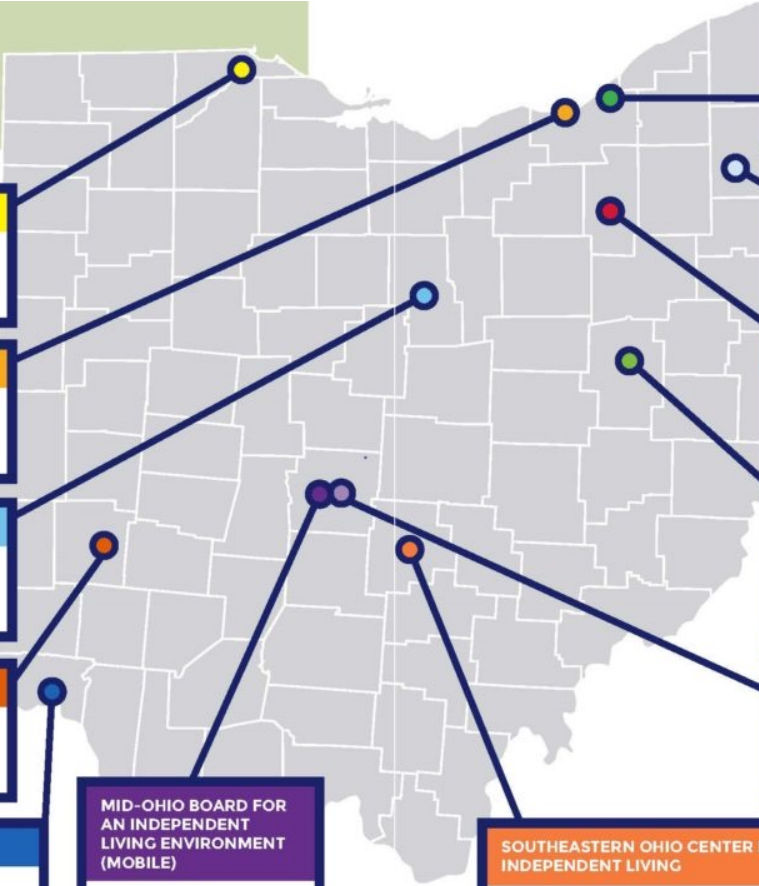 MID-OHIO BOARD FOR
AN INDEPENDENT
LIVING ENVIRONMENT
(MOBILE)
SOUTHEASTERN OHIO CENTER
INDEPENDENT LIVING